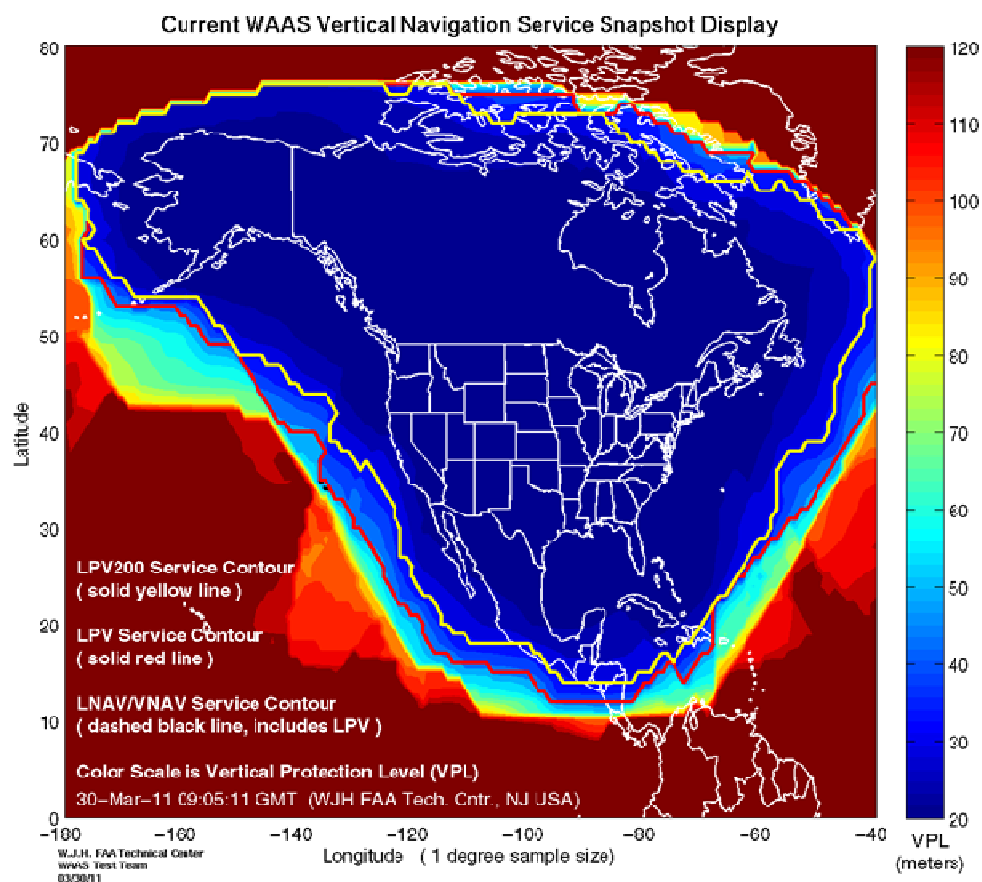 Current WAAS Vertical Navigation Service Snapshot Display
80
70
60
50
40
30
20
10
0
Latitude
LPV200 Service Contour
( solid yellow line )
LPV Service Contour
( solid red line )
LNAV/VNAV Service Contour
( dashed black line, includes LPV )
Color Scale is Vertical Protection Level (VPL)
30-Mar-11 09:05:11 GMT (WJH FAA Tech. Cntr., NJ USA)
-180 -160 -140 -120 -100 -80 -60 -40
Longitude ( 1 degree sample size)
W.J.H. FAA Technical Center
WAAS Test Team
03/30/11
120
110
100
90
80
70
60
50
40
30
20
VPL
(meters)